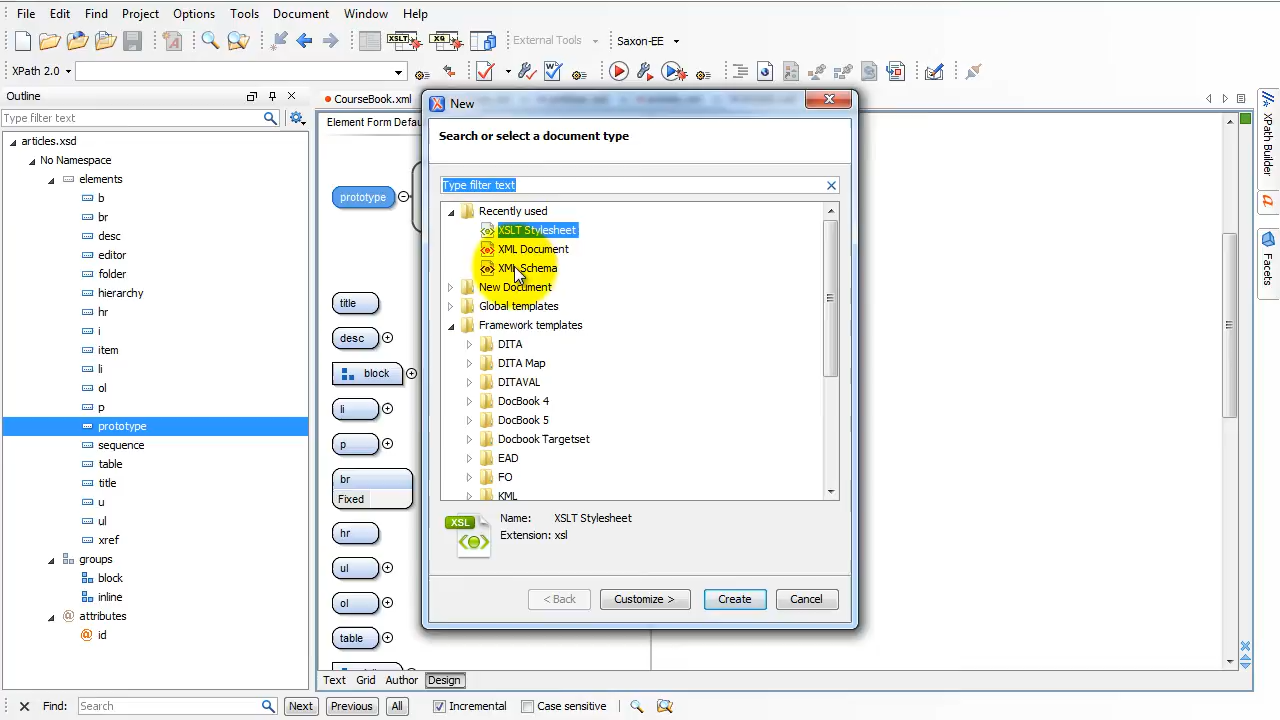 File Edit Find Project Options Tools Document Window Help
XSLT XQ External Tools Saxon-EE
XPath 2.0
Outline
CourseBook.xml
Type filter text
Element Form Defau
articles.xsd
No Namespace
elements
b
br
desc
editor
folder
hierarchy
hr
i
item
li
ol
p
prototype
sequence
table
title
u
ul
xref
groups
block
inline
attributes
id
prototype
title
desc
block
li
p
br
Fixed
hr
ul
ol
table
Text Grid Author Design
New
Search or select a document type
Type filter text
Recently used
XSLT Stylesheet
XML Document
XML Schema
New Document
Global templates
Framework templates
DITA
DITA Map
DITAVAL
DocBook 4
DocBook 5
Docbook Targetset
EAD
FO
KML
XSL
Name: XSLT Stylesheet
Extension: xsl
< Back Customize > Create Cancel
XPath Builder
a
Facets
Find: Search Next Previous All Incremental Case sensitive